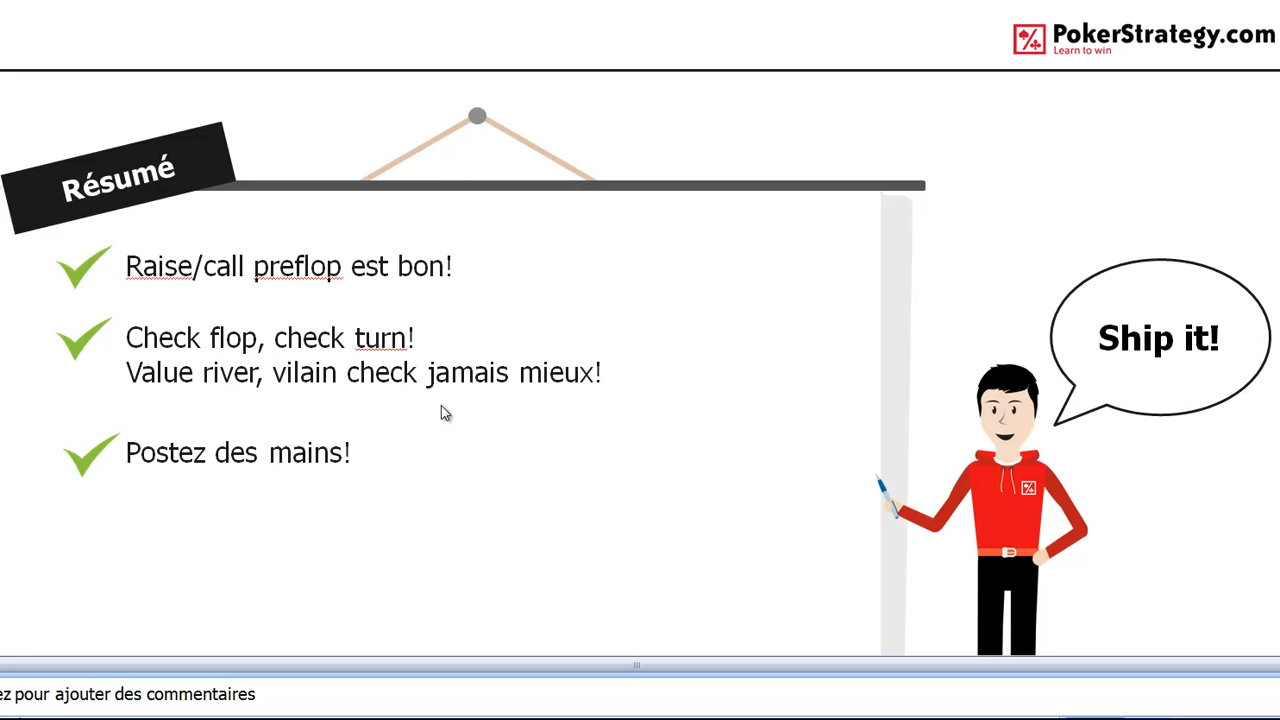 PokerStrategy.com
Learn to win
Résumé
Raise/call preflop est bon!
Check flop, check turn!
Value river, vilain check jamais mieux!
Ship it!
Postez des mains!
ez pour ajouter des commentaires